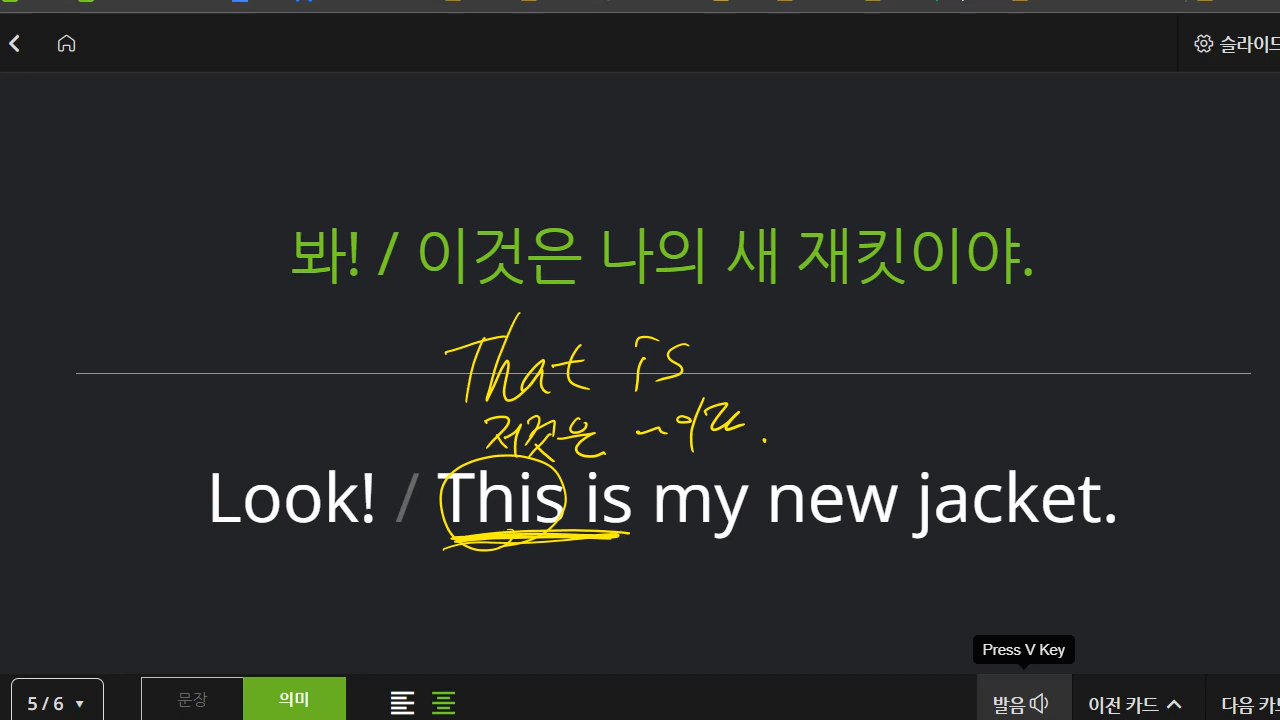 슬라이드
봐! / 이것은 나의 새 재킷이야.
That is
저것은 ~이다.
Look! / This is my new jacket.
Press V Key
5 / 6 ▼ 문장 의미 발음 이전 카드 다음 카드